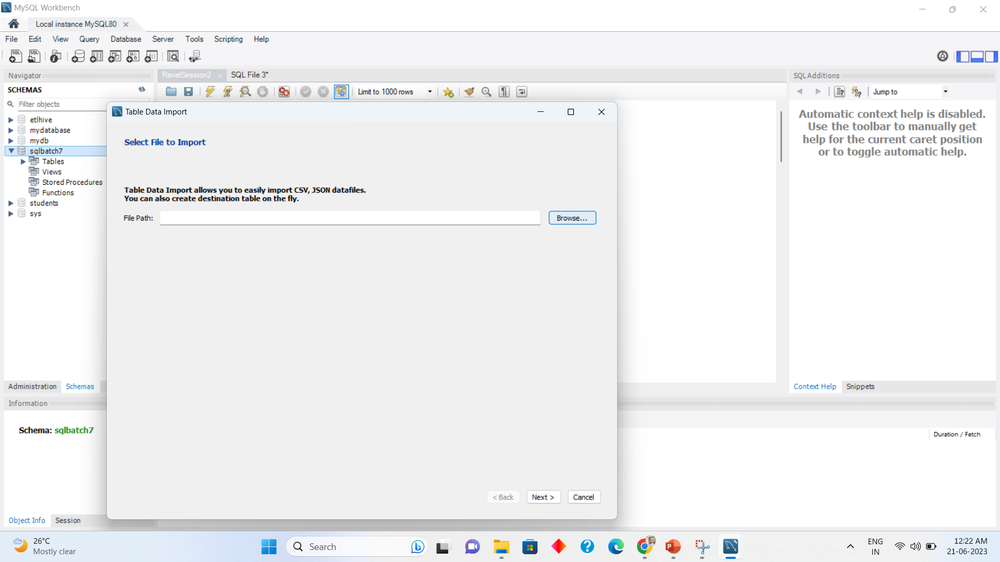 MySQL Workbench
Local instance MySQL80
File Edit View Query Database Server Tools Scripting Help
Navigator
SCHEMAS
Filter objects
etlhive
mydatabase
mydb
sqlbatch7
Tables
Views
Stored Procedures
Functions
students
sys
Administration Schemas
Information
Schema: sqlbatch7
Object Info Session
RavetSession2 SQL File 3*
Limit to 1000 rows
Table Data Import
Select File to Import
Table Data Import allows you to easily import CSV, JSON datafiles.
You can also create destination table on the fly.
File Path: Browse...
< Back Next > Cancel
SQLAdditions
Jump to
Automatic context help is disabled.
Use the toolbar to manually get
help for the current caret position
or to toggle automatic help.
Context Help Snippets
Duration / Fetch
26°C
Mostly clear
Search
ENG
IN
12:22 AM
21-06-2023